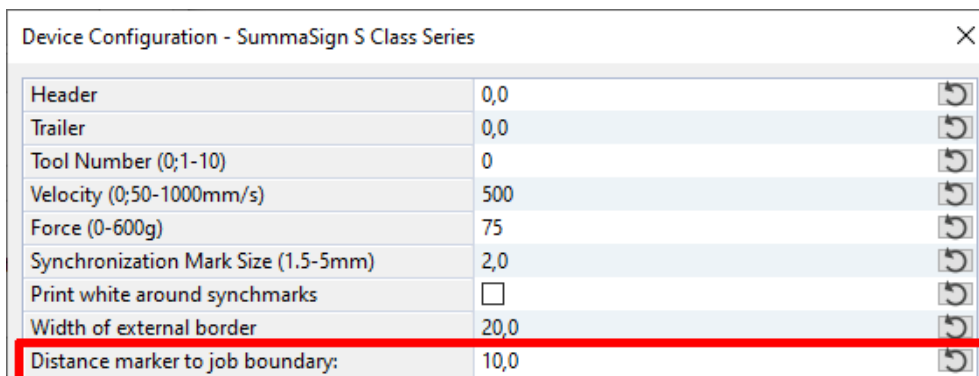 Device Configuration - SummaSign S Class Series
Header 0,0
Trailer 0,0
Tool Number (0;1-10) 0
Velocity (0;50-1000mm/s) 500
Force (0-600g) 75
Synchronization Mark Size (1.5-5mm) 2,0
Print white around synchmarks
Width of external border 20,0
Distance marker to job boundary: 10,0